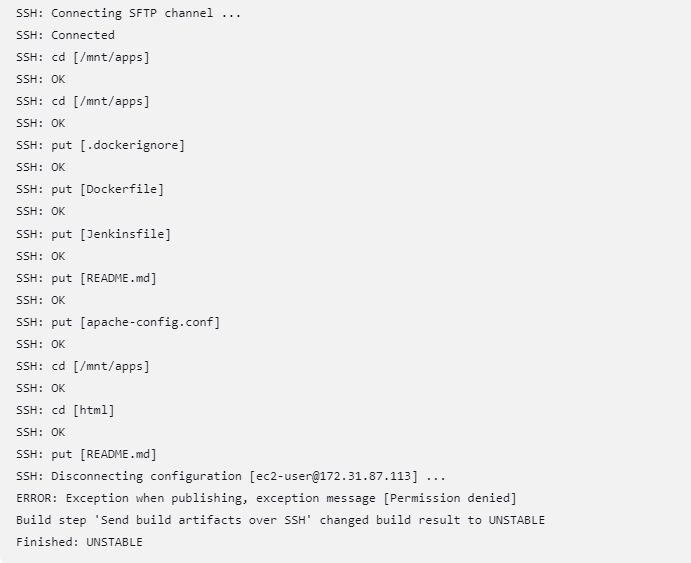 SSH: Connecting SFTP channel ...
SSH: Connected
SSH: cd [/mnt/apps]
SSH: OK
SSH: cd [/mnt/apps]
SSH: OK
SSH: put [.dockerignore]
SSH: OK
SSH: put [Dockerfile]
SSH: OK
SSH: put [Jenkinsfile]
SSH: OK
SSH: put [README.md]
SSH: OK
SSH: put [apache-config.conf]
SSH: OK
SSH: cd [/mnt/apps]
SSH: OK
SSH: cd [html]
SSH: OK
SSH: put [README.md]
SSH: Disconnecting configuration [ec2-user@172.31.87.113] ...
ERROR: Exception when publishing, exception message [Permission denied]
Build step 'Send build artifacts over SSH' changed build result to UNSTABLE
Finished: UNSTABLE